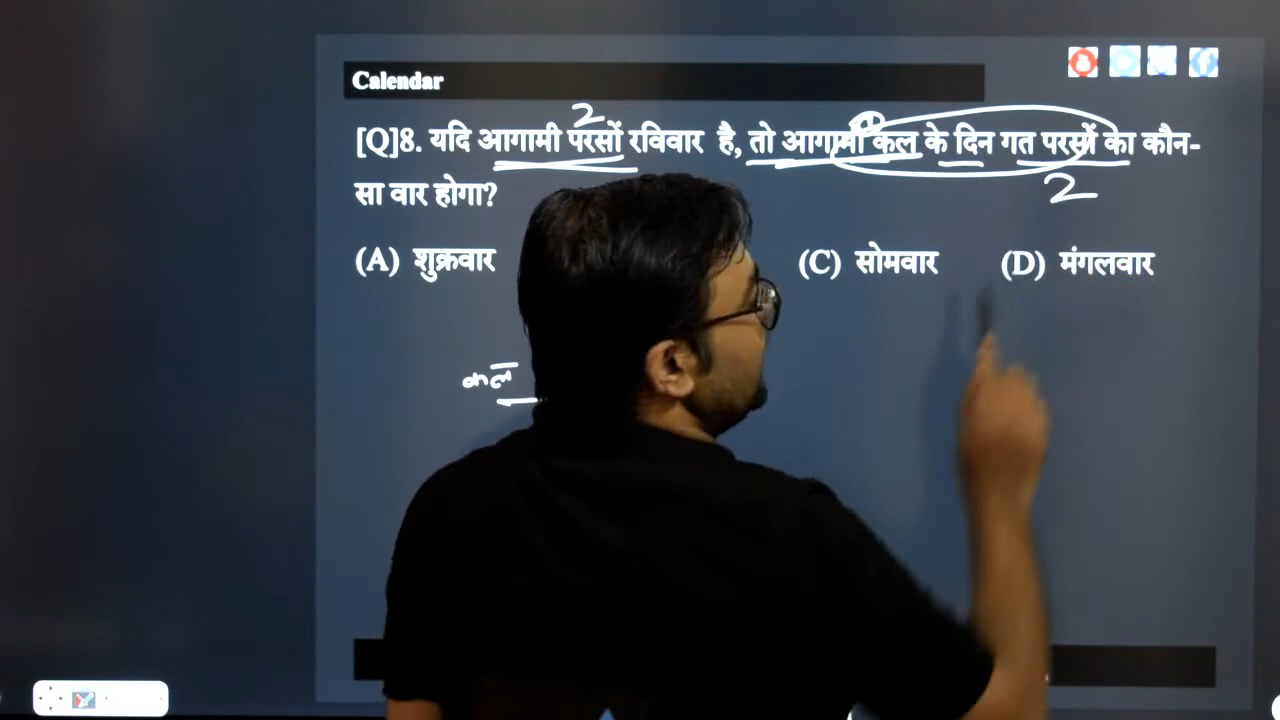 Calendar
2
[Q]8. यदि आगामी परसों रविवार है, तो आगामी कल के दिन गत परसों का कौन-
सा वार होगा?
2
(A) शुक्रवार (C) सोमवार (D) मंगलवार
कल